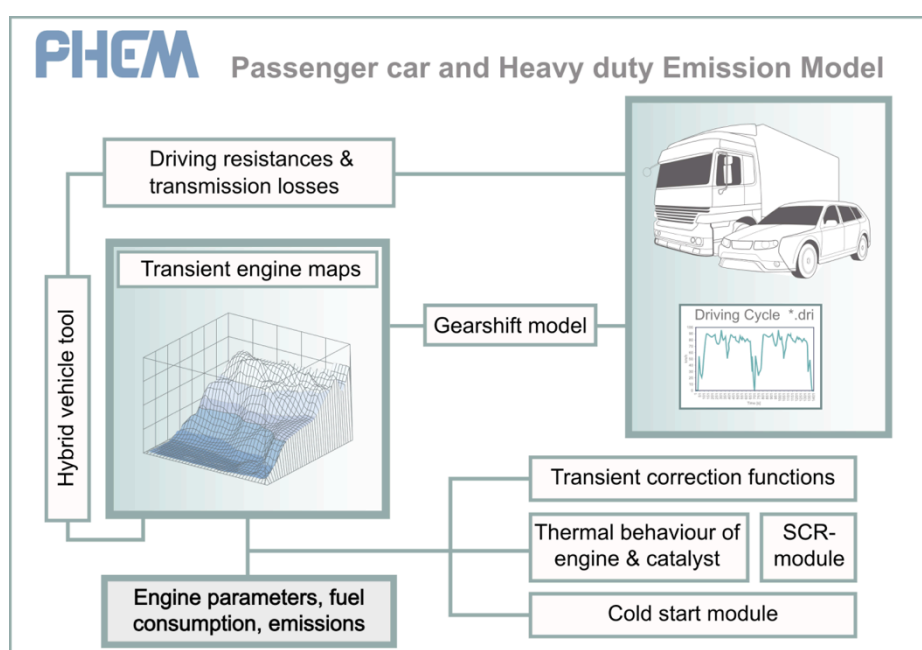 PHEM
Passenger car and Heavy duty Emission Model
Driving resistances &
transmission losses
Transient engine maps
Hybrid vehicle tool
Gearshift model
Driving Cycle *.dri
Transient correction functions
Thermal behaviour of
engine & catalyst
SCR-
module
Cold start module
Engine parameters, fuel
consumption, emissions